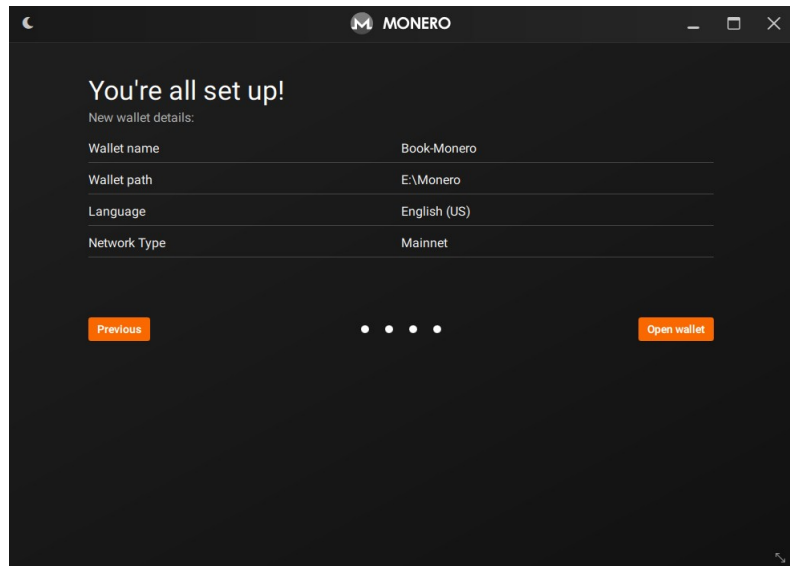 MONERO
You're all set up!
New wallet details:
Wallet name Book-Monero
Wallet path E:\Monero
Language English (US)
Network Type Mainnet
Previous Open wallet